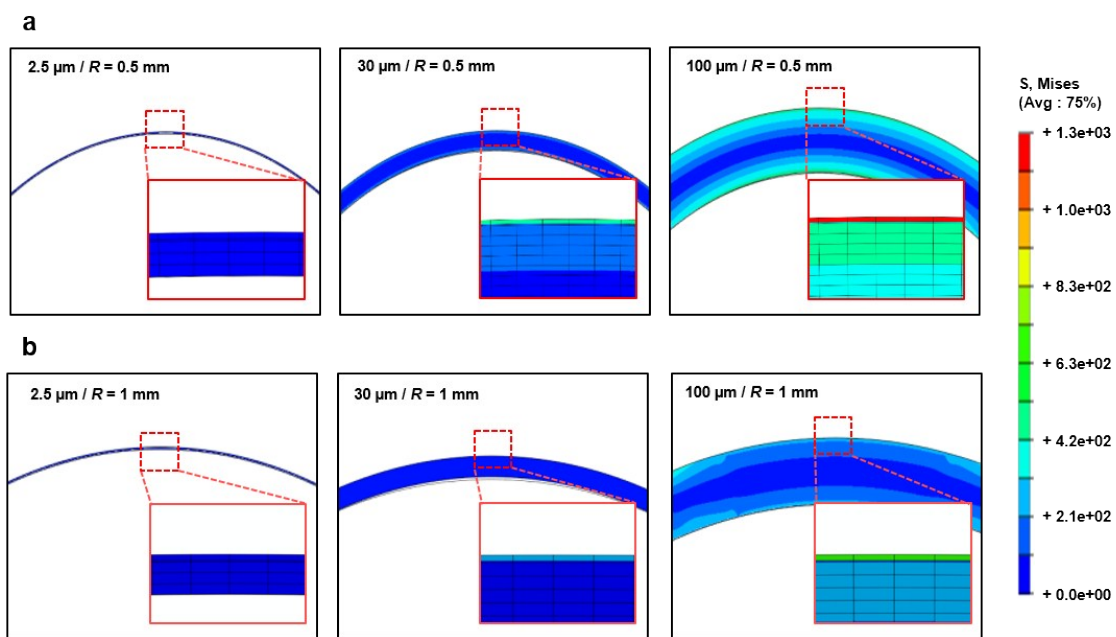 a
2.5 µm / R = 0.5 mm
30 µm / R = 0.5 mm
100 µm / R = 0.5 mm
S, Mises
(Avg : 75%)
+ 1.3e+03
+ 1.0e+03
+ 8.3e+02
+ 6.3e+02
+ 4.2e+02
+ 2.1e+02
+ 0.0e+00
b
2.5 µm / R = 1 mm
30 µm / R = 1 mm
100 µm / R = 1 mm